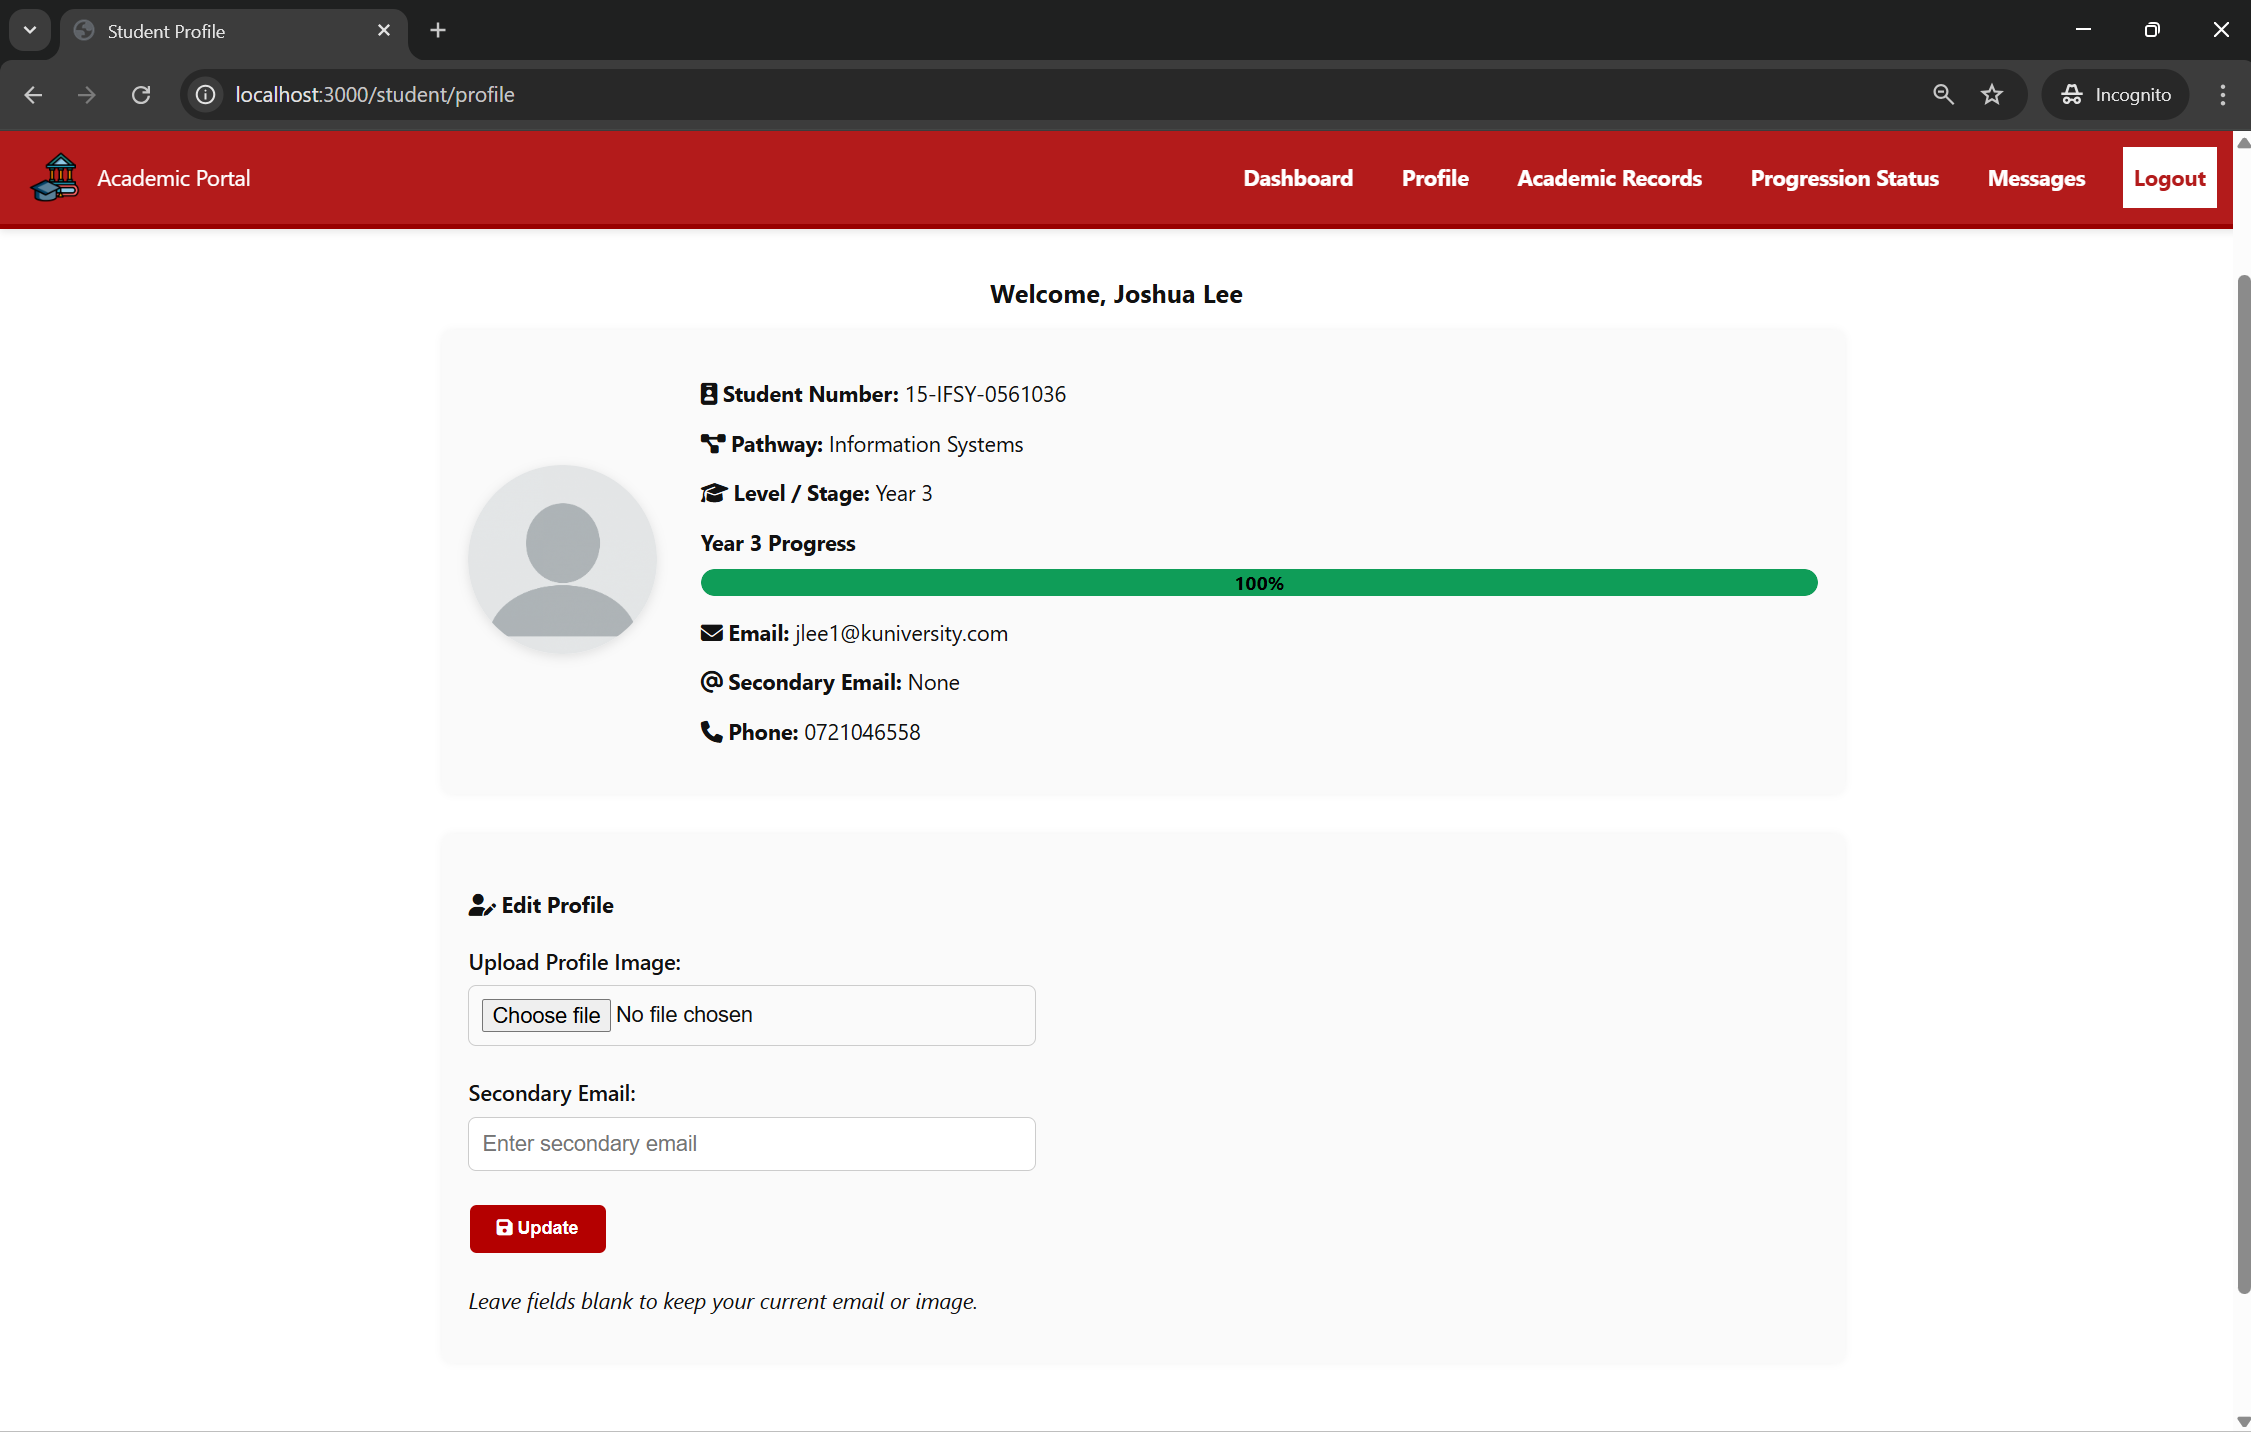 Student Profile
localhost:3000/student/profile
Incognito
Academic Portal
Dashboard
Profile
Academic Records
Progression Status
Messages
Logout
Welcome, Joshua Lee
Student Number: 15-IFSY-0561036
Pathway: Information Systems
Level / Stage: Year 3
Year 3 Progress
100%
Email: jlee1@kuniversity.com
Secondary Email: None
Phone: 0721046558
Edit Profile
Upload Profile Image:
Choose file No file chosen
Secondary Email:
Enter secondary email
Update
Leave fields blank to keep your current email or image.